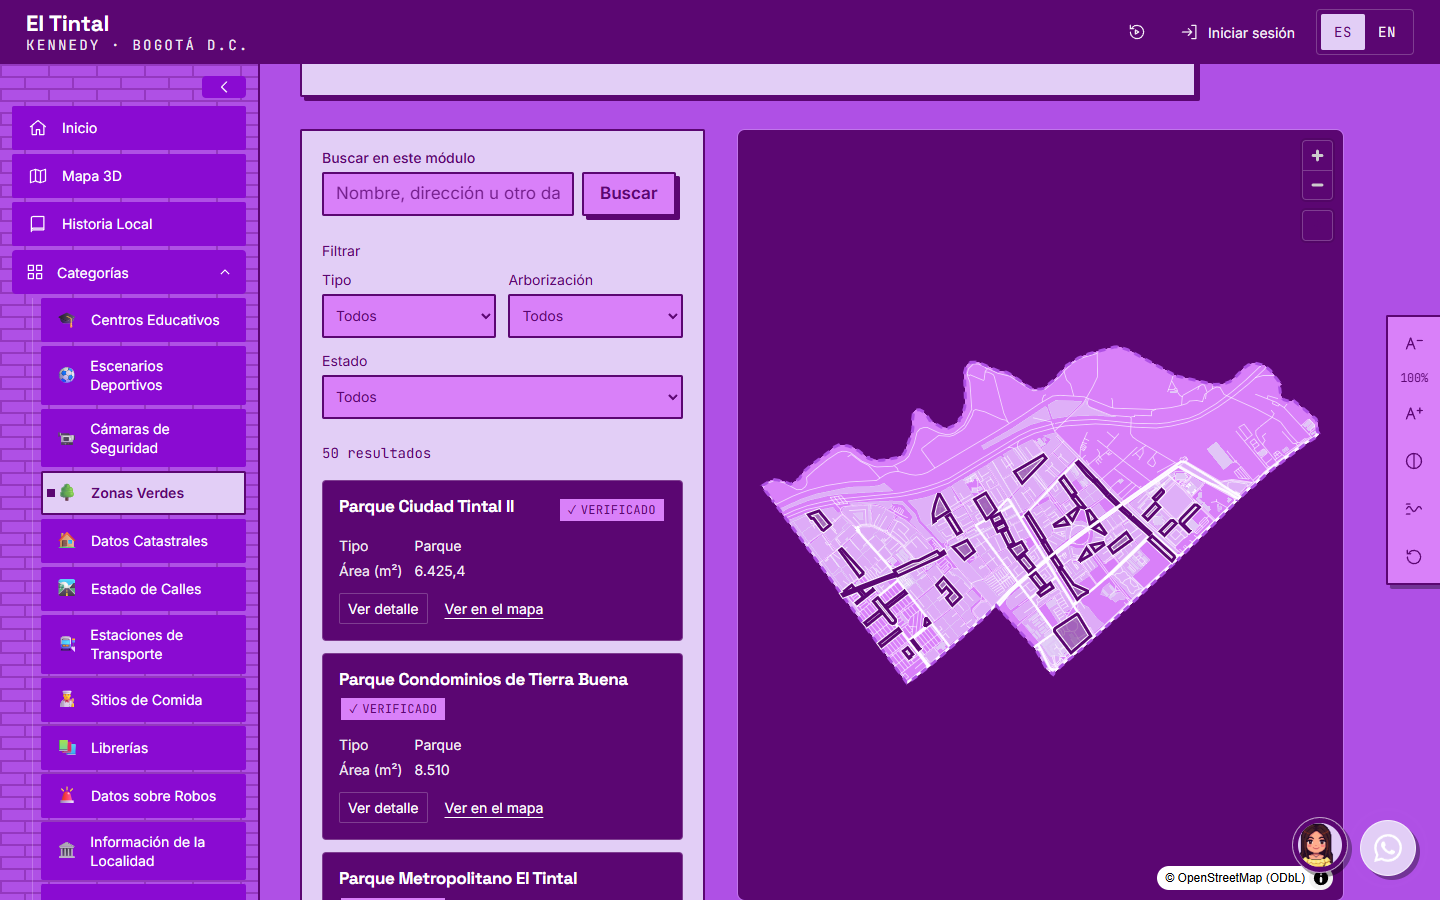 El Tintal
KENNEDY · BOGOTÁ D.C.
Iniciar sesión
ES
EN
Inicio
Mapa 3D
Historia Local
Categorías
Centros Educativos
Escenarios
Deportivos
Cámaras de
Seguridad
Zonas Verdes
Datos Catastrales
Estado de Calles
Estaciones de
Transporte
Sitios de Comida
Librerías
Datos sobre Robos
Información de la
Localidad
Buscar en este módulo
Nombre, dirección u otro da
Buscar
Filtrar
Tipo
Arborización
Todos
Todos
Estado
Todos
50 resultados
Parque Ciudad Tintal II
✓ VERIFICADO
Tipo Parque
Área (m²) 6.425,4
Ver detalle
Ver en el mapa
Parque Condominios de Tierra Buena
✓ VERIFICADO
Tipo Parque
Área (m²) 8.510
Ver detalle
Ver en el mapa
Parque Metropolitano El Tintal
+
−
A⁻
100%
A⁺
© OpenStreetMap (ODbL)